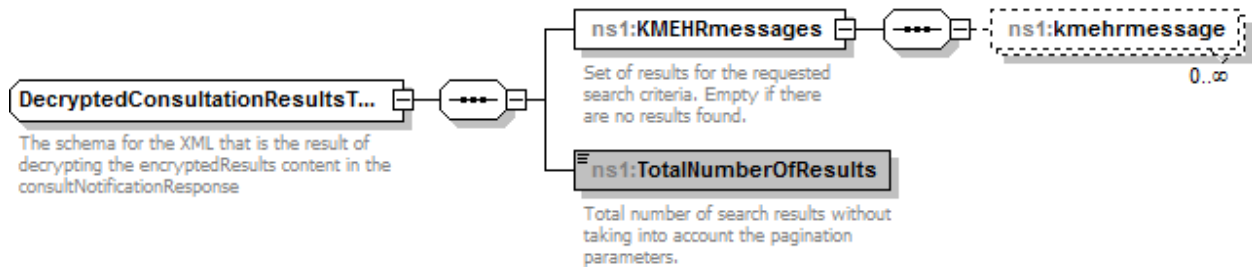 ns1:KMEHRmessages
ns1:kmehrmessage
0..∞
Set of results for the requested
search criteria. Empty if there
are no results found.
DecryptedConsultationResultsT...
The schema for the XML that is the result of
decrypting the encryptedResults content in the
consultNotificationResponse
ns1:TotalNumberOfResults
Total number of search results without
taking into account the pagination
parameters.